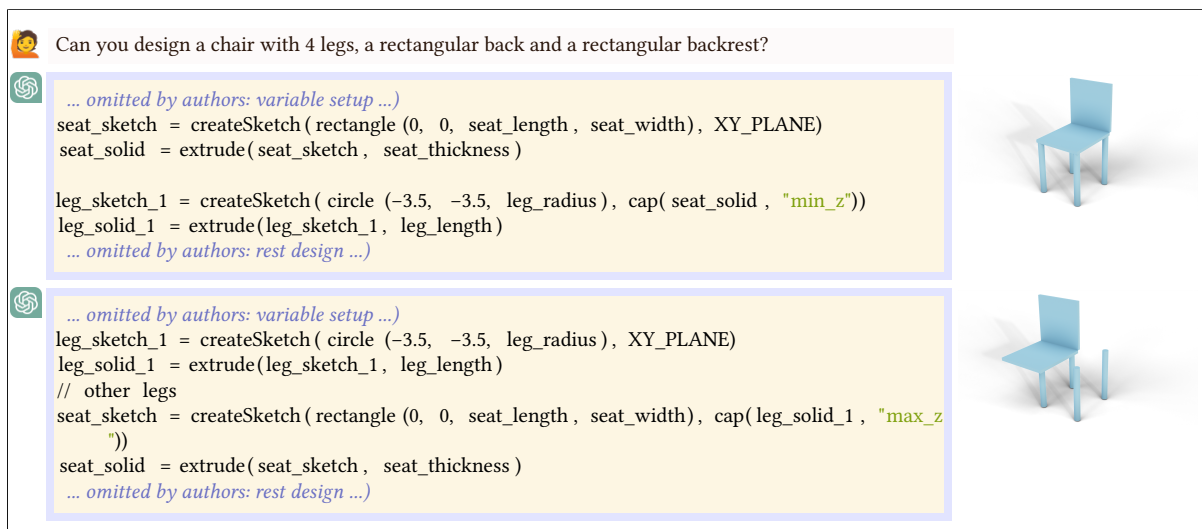 Can you design a chair with 4 legs, a rectangular back and a rectangular backrest?
... omitted by authors: variable setup ...)
seat_sketch = createSketch(rectangle (0, 0, seat_length, seat_width), XY_PLANE)
seat_solid = extrude(seat_sketch, seat_thickness)
leg_sketch_1 = createSketch( circle (−3.5, −3.5, leg_radius), cap( seat_solid, "min_z"))
leg_solid_1 = extrude(leg_sketch_1, leg_length)
... omitted by authors: rest design ...)
... omitted by authors: variable setup ...)
leg_sketch_1 = createSketch( circle (−3.5, −3.5, leg_radius), XY_PLANE)
leg_solid_1 = extrude(leg_sketch_1, leg_length)
// other legs
seat_sketch = createSketch(rectangle (0, 0, seat_length, seat_width), cap(leg_solid_1, "max_z
"))
seat_solid = extrude(seat_sketch, seat_thickness)
... omitted by authors: rest design ...)